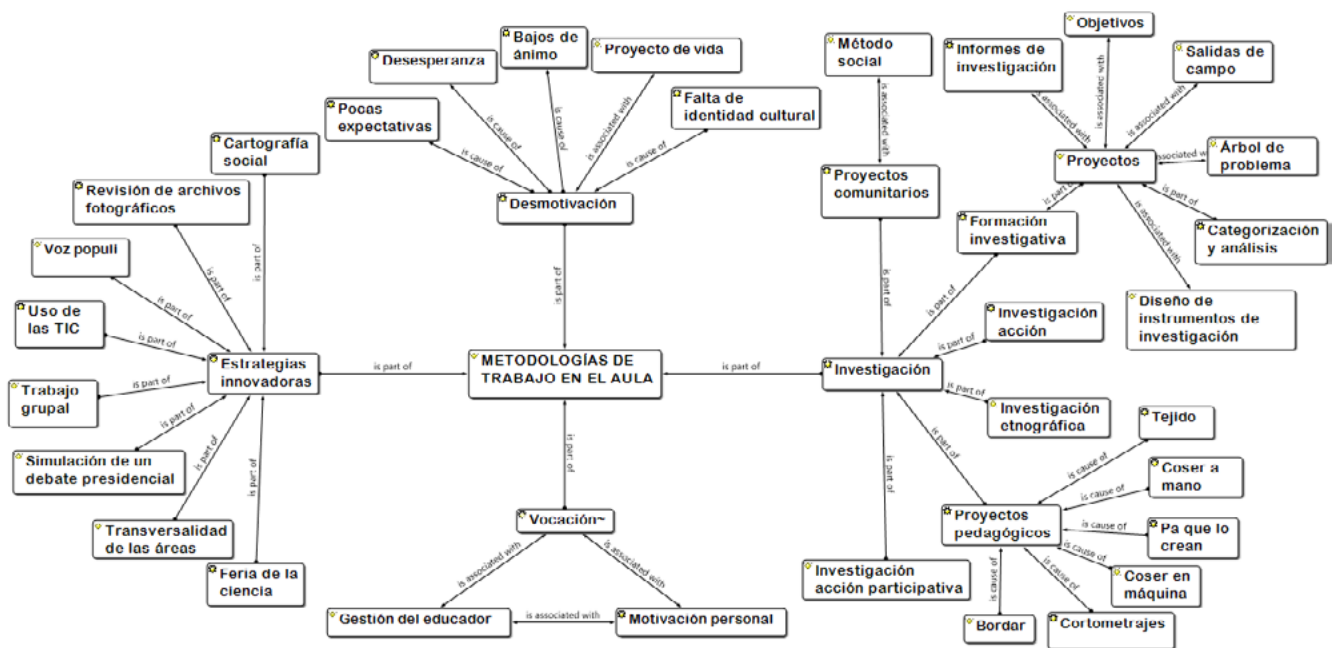 Objetivos
Bajos de
ánimo
Proyecto de vida
Método
social
Informes de
investigación
Salidas de
campo
Desesperanza
is associated with
is associated with
is associated with
is associated with
Pocas
expectativas
is cause of
is cause of
is associated with
Falta de
identidad cultural
is cause of
is cause of
is associated with
Árbol de
problema
Cartografía
social
Proyectos
associated w
Proyectos
comunitarios
Revisión de archivos
fotográficos
Desmotivación
is part of
is part of
is associated with
Formación
investigativa
Categorización
y análisis
Voz populi
is part of
is part of
is part of
is part of
is part of
is part of
Diseño de
instrumentos de
investigación
Uso de
las TIC
is part of
Investigación
acción
is part of
Estrategias
innovadoras
is part of
METODOLOGÍAS DE
TRABAJO EN EL AULA
is part of
Investigación
Trabajo
grupal
is part of
is part of
Investigación
etnográfica
Tejido
is part of
Simulación de un
debate presidencial
is part of
is part of
is part of
is part of
is part of
is cause of
Coser a
mano
is cause of
Transversalidad
de las áreas
Vocación~
Proyectos
pedagógicos
is cause of
Pa que lo
crean
is cause of
Feria de la
ciencia
is associated with
is associated with
Investigación
acción participativa
is cause of
is cause of
Coser en
máquina
Gestión del educador
is associated with
Motivación personal
Bordar
Cortometrajes